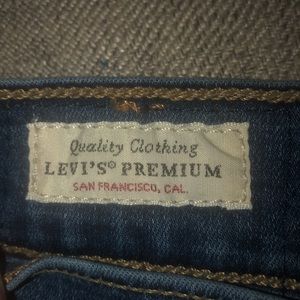 Quality Clothing
LEVI'S® PREMIUM
SAN FRANCISCO, CAL.